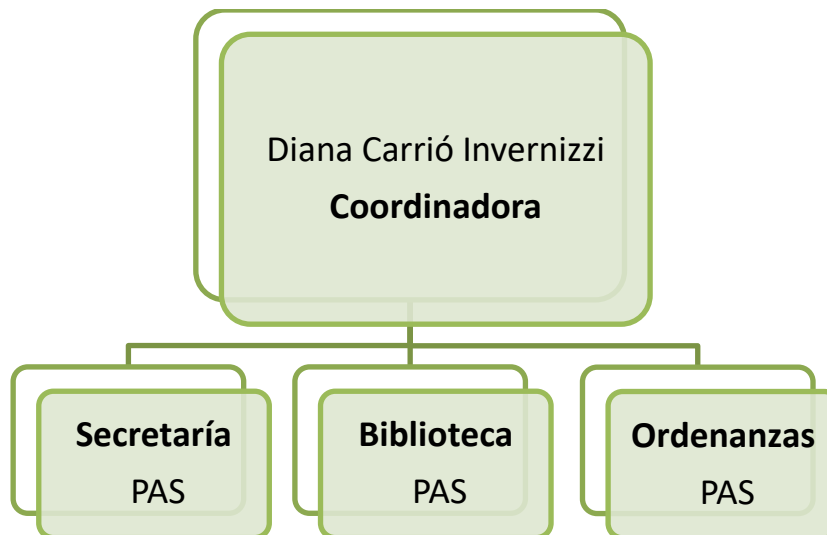 Diana Carrió Invernizzi
Coordinadora
Secretaría
PAS
Biblioteca
PAS
Ordenanzas
PAS